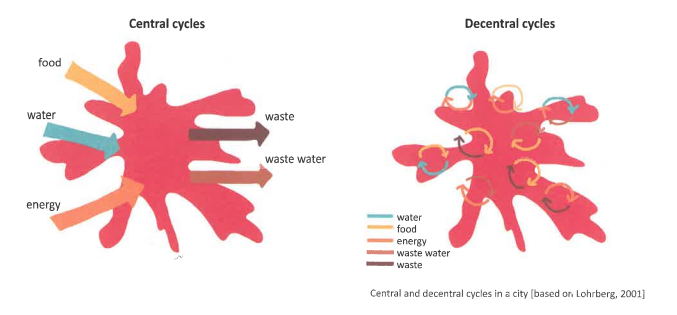 Central cycles
food
water
energy
waste
waste water
Decentral cycles
water
food
energy
waste water
waste
Central and decentral cycles in a city [based on Lohrberg, 2001]